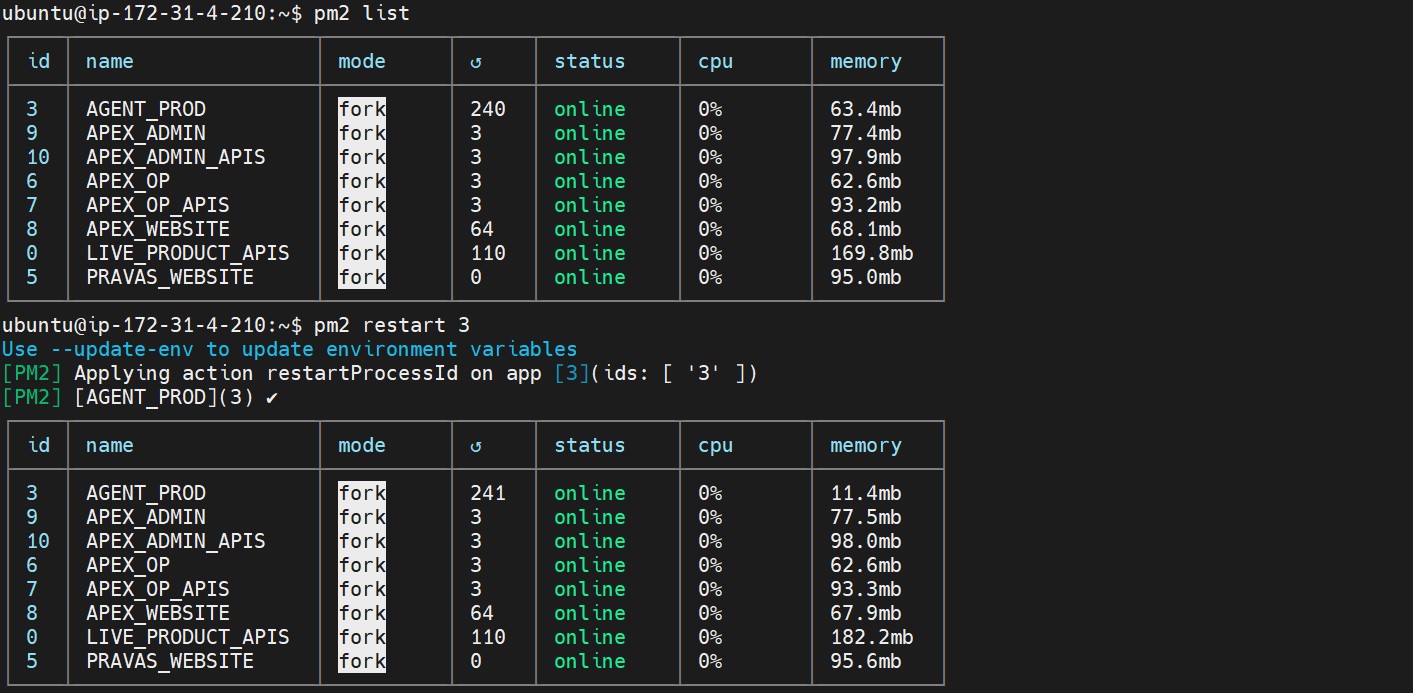 ubuntu@ip-172-31-4-210:~$ pm2 list
id name mode ↺ status cpu memory
3 AGENT_PROD fork 240 online 0% 63.4mb
9 APEX_ADMIN fork 3 online 0% 77.4mb
10 APEX_ADMIN_APIS fork 3 online 0% 97.9mb
6 APEX_OP fork 3 online 0% 62.6mb
7 APEX_OP_APIS fork 3 online 0% 93.2mb
8 APEX_WEBSITE fork 64 online 0% 68.1mb
0 LIVE_PRODUCT_APIS fork 110 online 0% 169.8mb
5 PRAVAS_WEBSITE fork 0 online 0% 95.0mb
ubuntu@ip-172-31-4-210:~$ pm2 restart 3
Use --update-env to update environment variables
[PM2] Applying action restartProcessId on app [3](ids: [ '3' ])
[PM2] [AGENT_PROD](3) ✔
id name mode ↺ status cpu memory
3 AGENT_PROD fork 241 online 0% 11.4mb
9 APEX_ADMIN fork 3 online 0% 77.5mb
10 APEX_ADMIN_APIS fork 3 online 0% 98.0mb
6 APEX_OP fork 3 online 0% 62.6mb
7 APEX_OP_APIS fork 3 online 0% 93.3mb
8 APEX_WEBSITE fork 64 online 0% 67.9mb
0 LIVE_PRODUCT_APIS fork 110 online 0% 182.2mb
5 PRAVAS_WEBSITE fork 0 online 0% 95.6mb